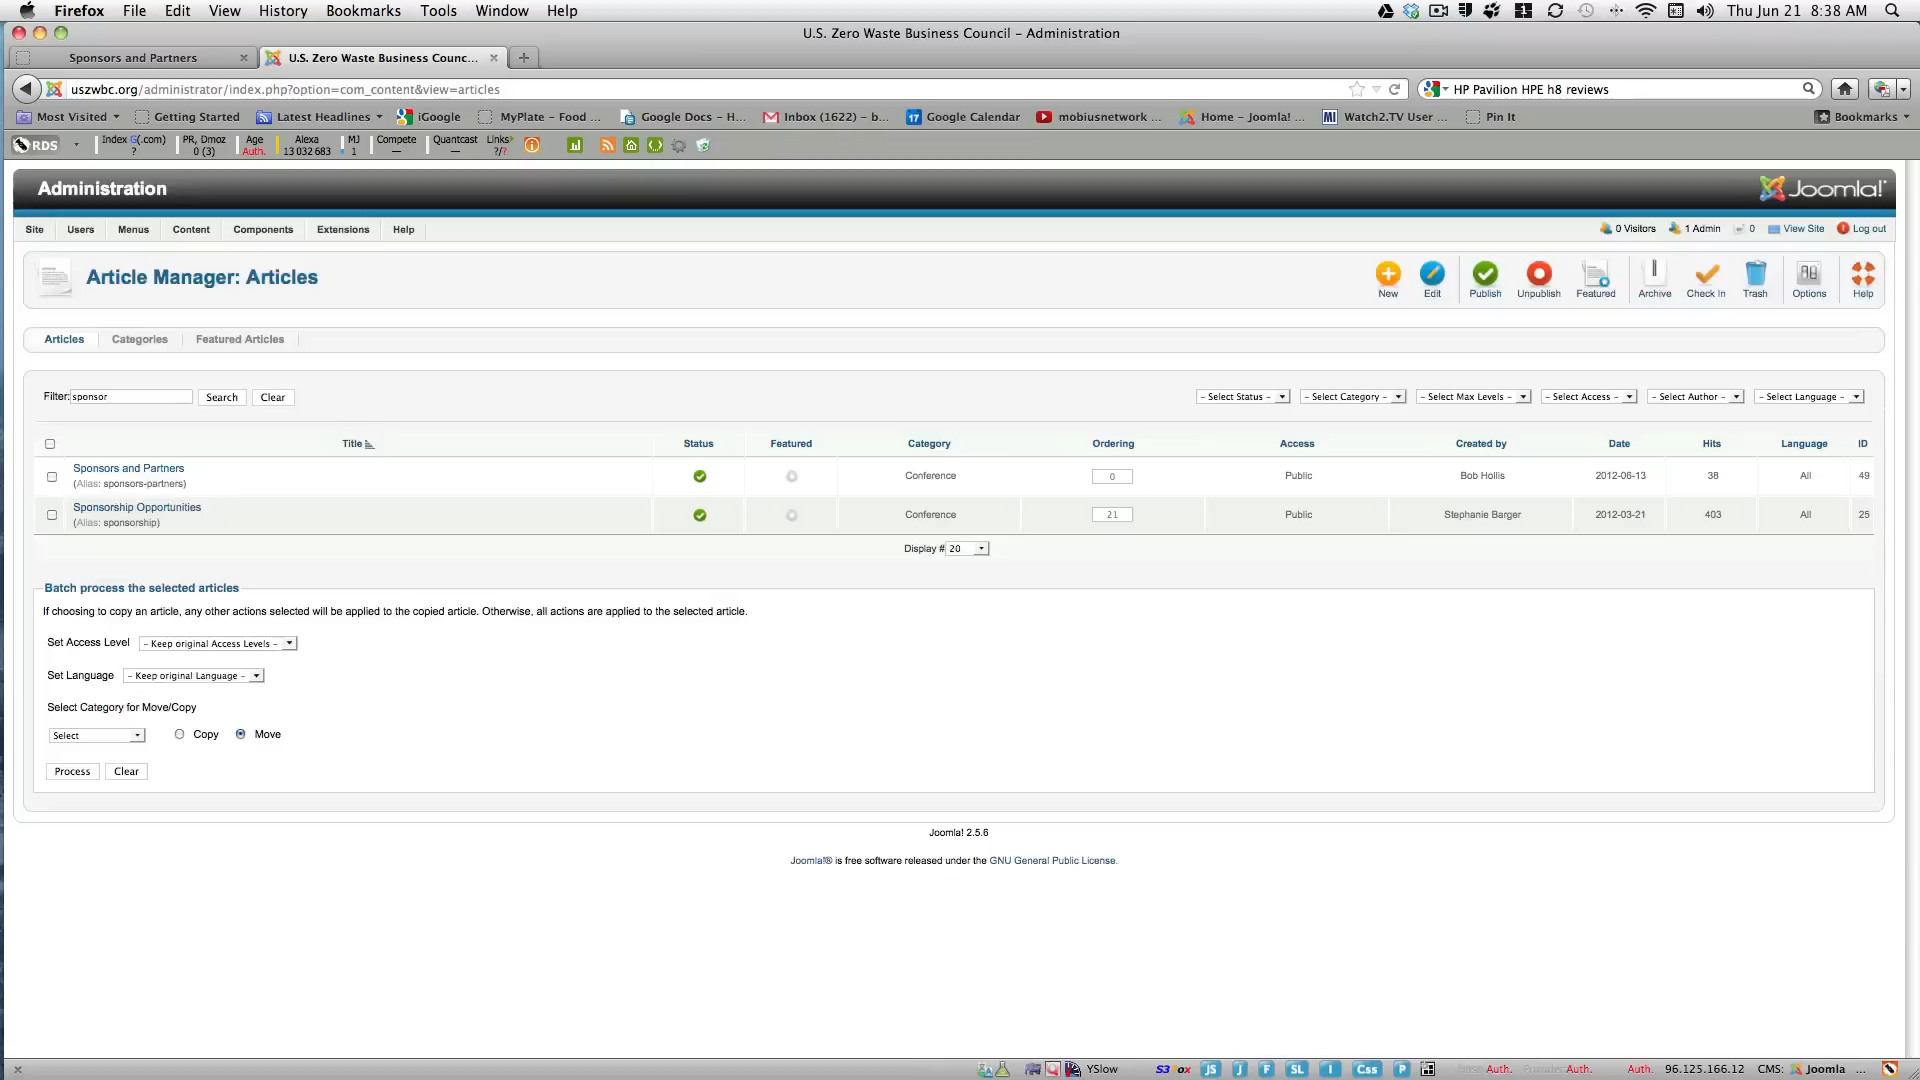 Firefox File Edit View History Bookmarks Tools Window Help Thu Jun 21 8:38 AM
U.S. Zero Waste Business Council – Administration
Sponsors and Partners U.S. Zero Waste Business Counc...
uszwbc.org/administrator/index.php?option=com_content&view=articles HP Pavilion HPE h8 reviews
Most Visited Getting Started Latest Headlines iGoogle MyPlate – Food ... Google Docs – H... Inbox (1622) – b... 17 Google Calendar mobiusnetwork ... Home – Joomla! ... Watch2.TV User ... Pin It Bookmarks
RDS Index G(.com) PR, Dmoz Age Alexa MJ Compete Quantcast Links
? 0 (3) Auth. 13 032 683 1 — — ?/?
Administration Joomla!
Site Users Menus Content Components Extensions Help 0 Visitors 1 Admin 0 View Site Log out
Article Manager: Articles
New Edit Publish Unpublish Featured Archive Check In Trash Options Help
Articles Categories Featured Articles
Filter: sponsor Search Clear – Select Status – – Select Category – – Select Max Levels – – Select Access – – Select Author – – Select Language –
Title Status Featured Category Ordering Access Created by Date Hits Language ID
Sponsors and Partners
(Alias: sponsors-partners) Conference 0 Public Bob Hollis 2012-06-13 38 All 49
Sponsorship Opportunities
(Alias: sponsorship) Conference 21 Public Stephanie Barger 2012-03-21 403 All 25
Display # 20
Batch process the selected articles
If choosing to copy an article, any other actions selected will be applied to the copied article. Otherwise, all actions are applied to the selected article.
Set Access Level – Keep original Access Levels –
Set Language – Keep original Language –
Select Category for Move/Copy
Select Copy Move
Process Clear
Joomla! 2.5.6
Joomla!® is free software released under the GNU General Public License.
YSlow S3 Fox JS J F SL I Css P Auth. Auth. Auth. 96.125.166.12 CMS: Joomla ...